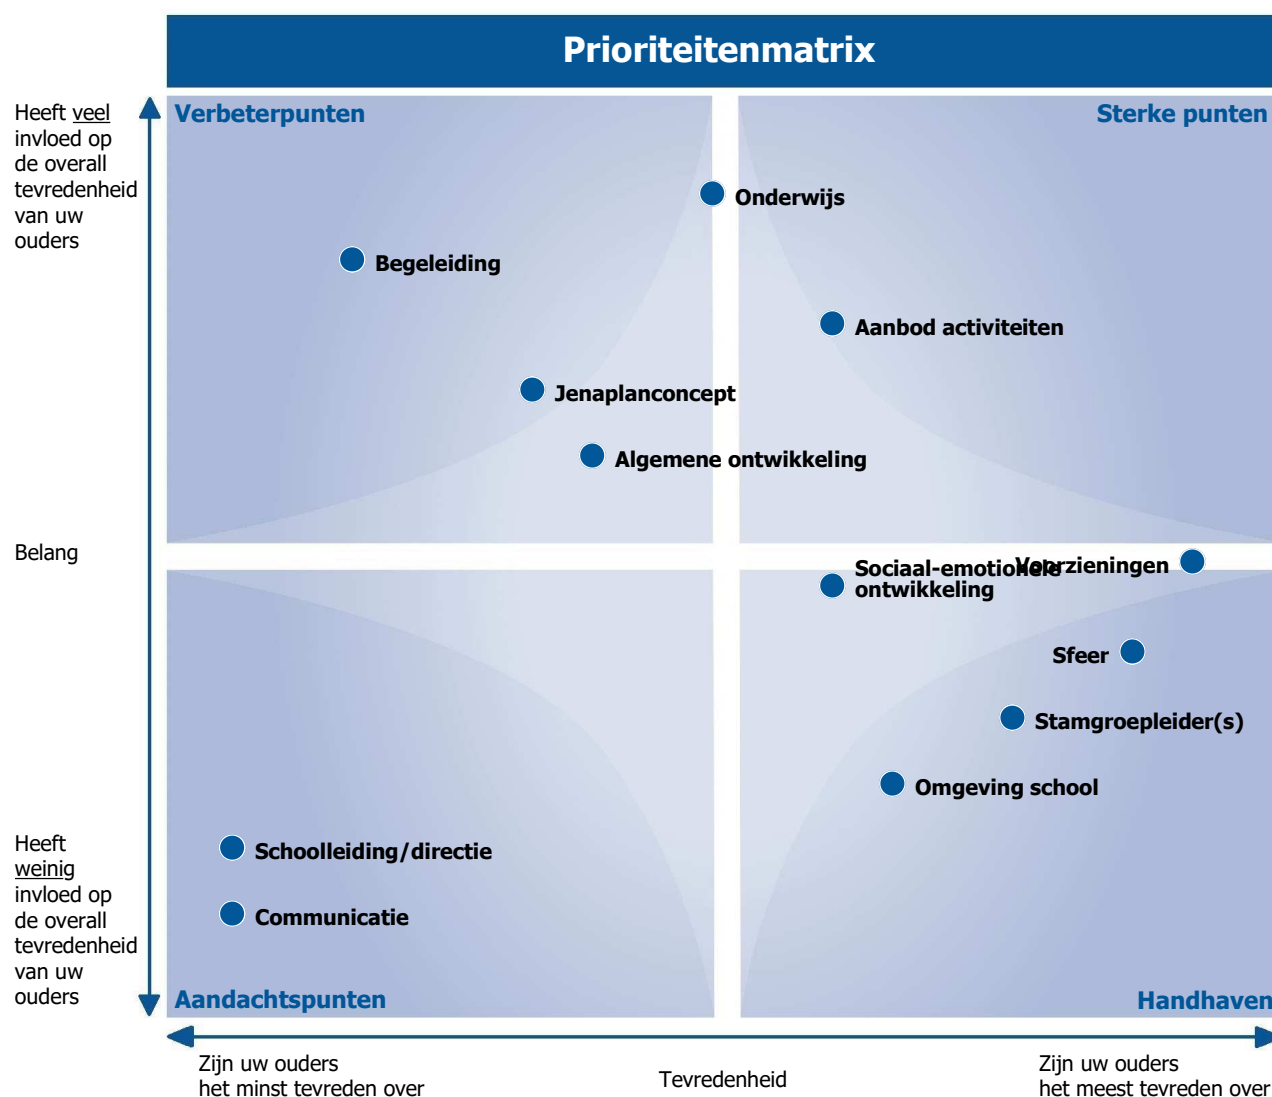 Prioriteitenmatrix
Heeft veel
invloed op
de overall
tevredenheid
van uw
ouders
Verbeterpunten
Sterke punten
Onderwijs
Begeleiding
Aanbod activiteiten
Jenaplanconcept
Algemene ontwikkeling
Belang
Sociaal-emotionele
ontwikkeling
Voorzieningen
Sfeer
Stamgroepleider(s)
Omgeving school
Heeft
weinig
invloed op
de overall
tevredenheid
van uw
ouders
Schoolleiding/directie
Communicatie
Aandachtspunten
Handhaven
Zijn uw ouders
het minst tevreden over
Tevredenheid
Zijn uw ouders
het meest tevreden over